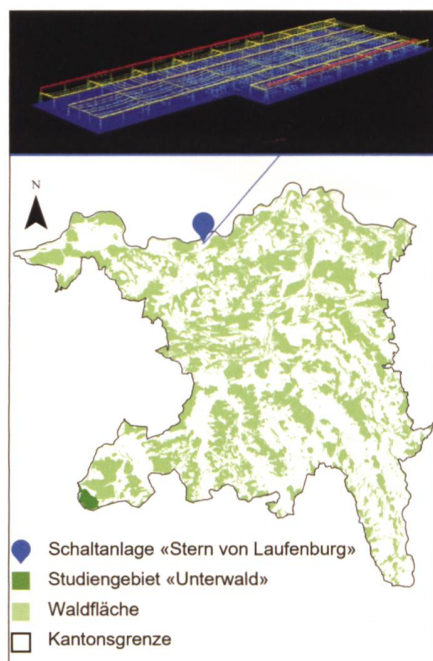 N
Schaltanlage «Stern von Laufenburg»
Studiengebiet «Unterwald»
Waldfläche
Kantonsgrenze